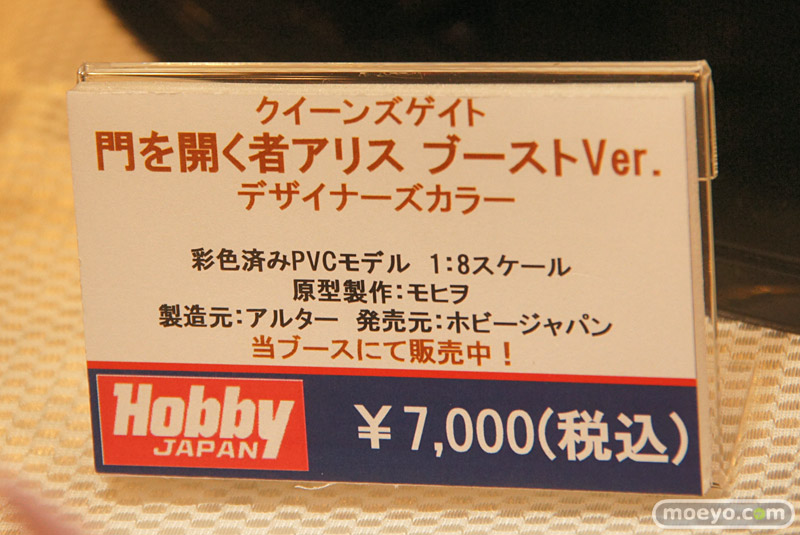 クイーンズゲイト
門を開く者アリス ブーストVer.
デザイナーズカラー
彩色済みPVCモデル 1:8スケール
原型製作:モヒヲ
製造元:アルター 発売元:ホビージャパン
当ブースにて販売中！
Hobby
JAPAN
￥7,000(税込)
moeyo.com